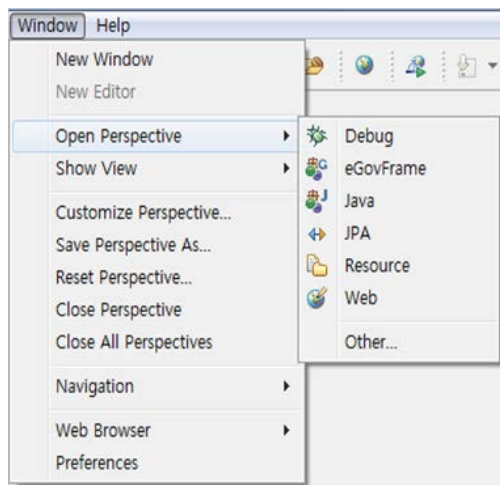 Window Help
New Window
New Editor
Open Perspective
Show View
Customize Perspective...
Save Perspective As...
Reset Perspective...
Close Perspective
Close All Perspectives
Navigation
Web Browser
Preferences
Debug
eGovFrame
Java
JPA
Resource
Web
Other...